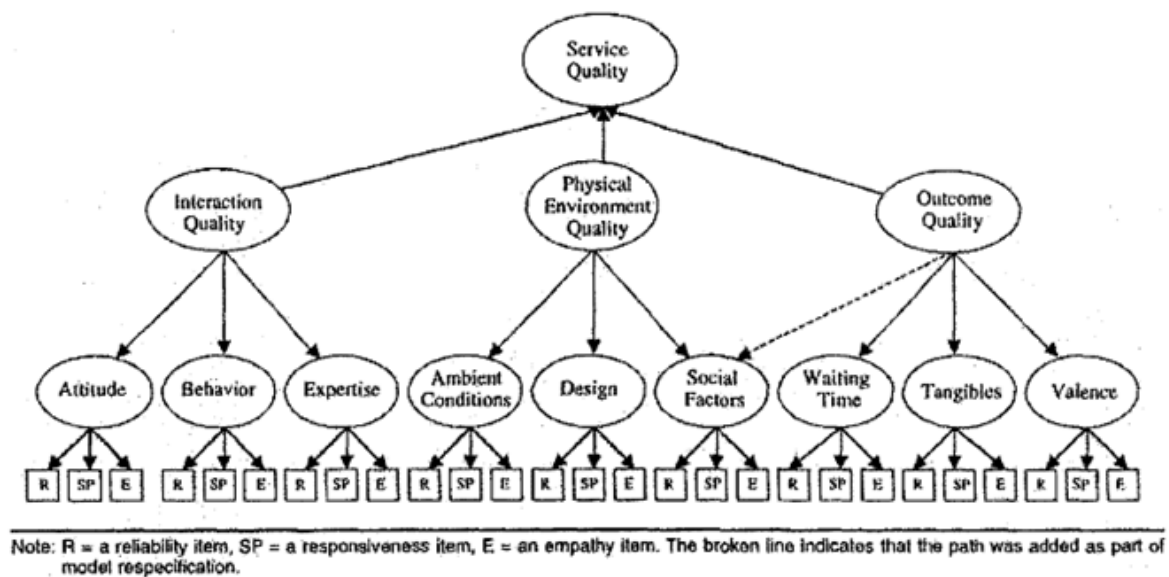 Service
Quality
Interaction
Quality
Physical
Environment
Quality
Outcome
Quality
Attitude
Behavior
Expertise
Ambient
Conditions
Design
Social
Factors
Waiting
Time
Tangibles
Valence
R SP E R SP E R SP E R SP E R SP E R SP E R SP E R SP E R SP E
Note: R = a reliability item, SP = a responsiveness item, E = an empathy item. The broken line indicates that the path was added as part of
model respecification.